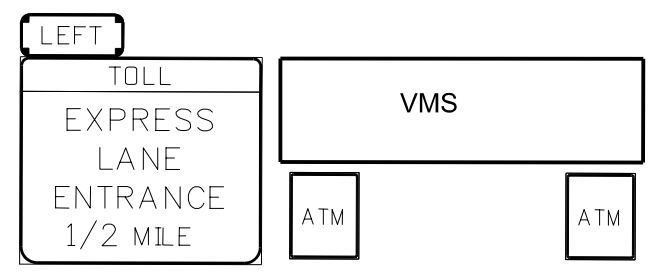 LEFT
TOLL
EXPRESS
LANE
ENTRANCE
1/2 MILE
VMS
ATM
ATM